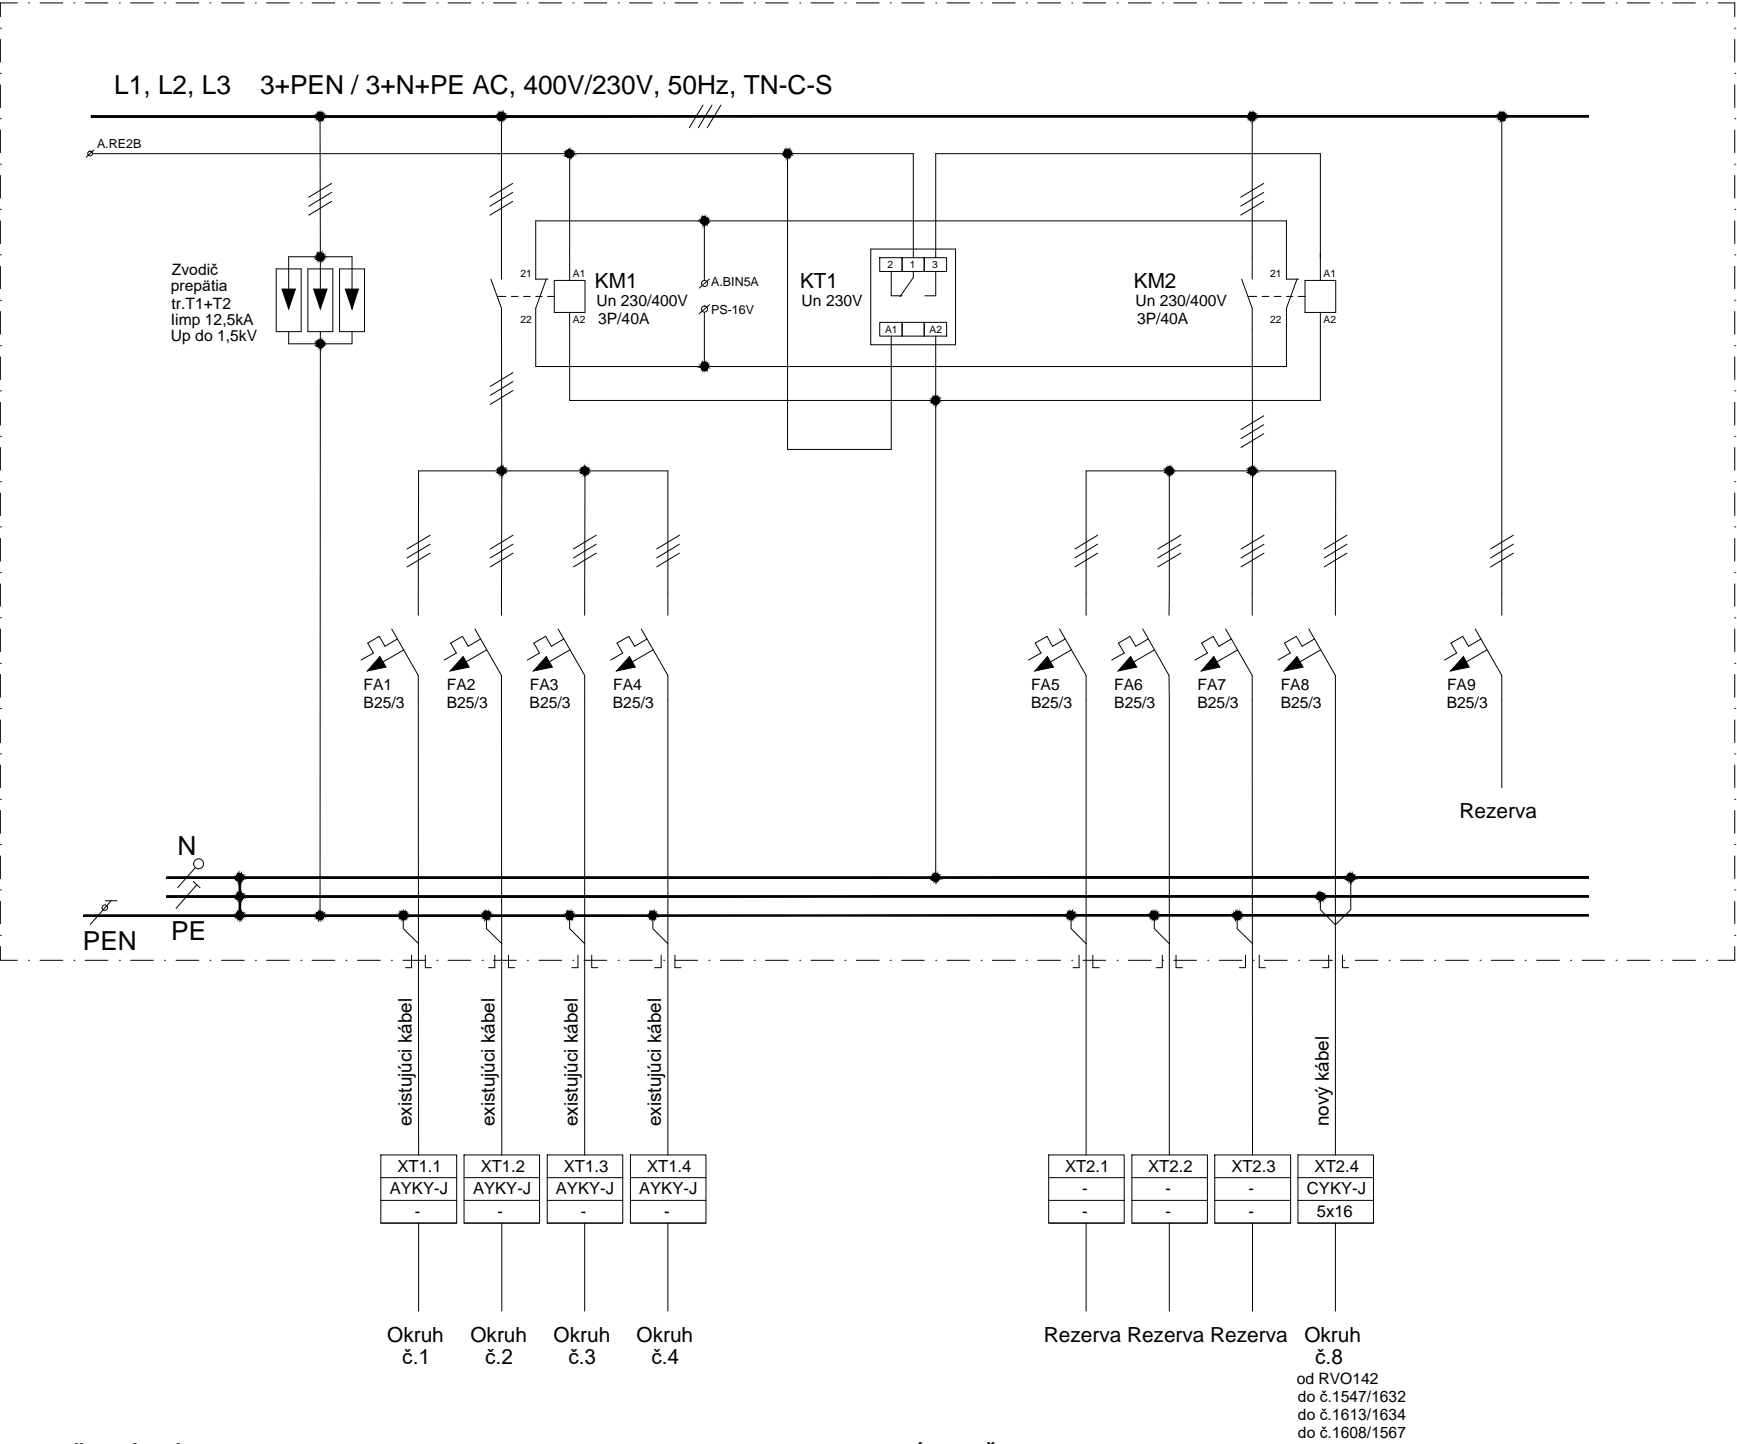 L1, L2, L3    3+PEN / 3+N+PE AC, 400V/230V, 50Hz, TN-C-S
A.RE2B
Zvodič
prepätia
tr.T1+T2
Iimp 12,5kA
Up do 1,5kV
21
22
A1
A2
KM1
Un 230/400V
3P/40A
A.BIN5A
PS-16V
KT1
Un 230V
2 1 3
A1 A2
KM2
Un 230/400V
3P/40A
21
22
A1
A2
FA1
B25/3
FA2
B25/3
FA3
B25/3
FA4
B25/3
FA5
B25/3
FA6
B25/3
FA7
B25/3
FA8
B25/3
FA9
B25/3
Rezerva
N
PE
PEN
existujúci kábel
existujúci kábel
existujúci kábel
existujúci kábel
nový kábel
XT1.1
AYKY-J
-
XT1.2
AYKY-J
-
XT1.3
AYKY-J
-
XT1.4
AYKY-J
-
XT2.1
-
-
XT2.2
-
-
XT2.3
-
-
XT2.4
CYKY-J
5x16
Okruh
č.1
Okruh
č.2
Okruh
č.3
Okruh
č.4
Rezerva
Rezerva
Rezerva
Okruh
č.8
od RVO142
do č.1547/1632
do č.1613/1634
do č.1608/1567